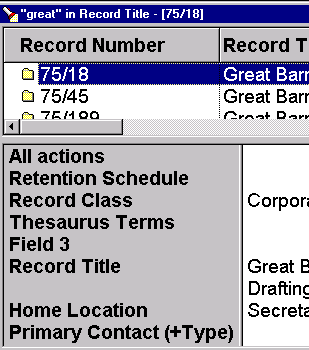 "great" in Record Title - [75/18]
Record Number Record T
75/18 Great Barr
75/45 Great Barr
75/189 Great Barr
All actions
Retention Schedule
Record Class Corpora
Thesaurus Terms
Field 3
Record Title Great B
Drafting
Home Location Secreta
Primary Contact (+Type)